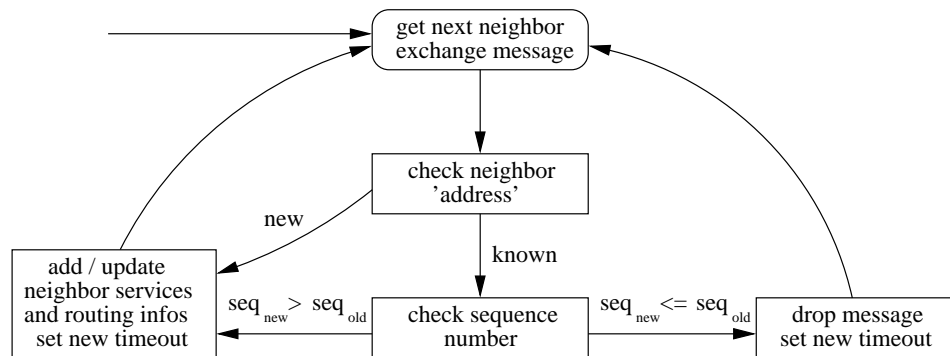 get next neighbor
exchange message
check neighbor
'address'
new
known
add / update
neighbor services
and routing infos
set new timeout
seq_new > seq_old
check sequence
number
seq_new <= seq_old
drop message
set new timeout